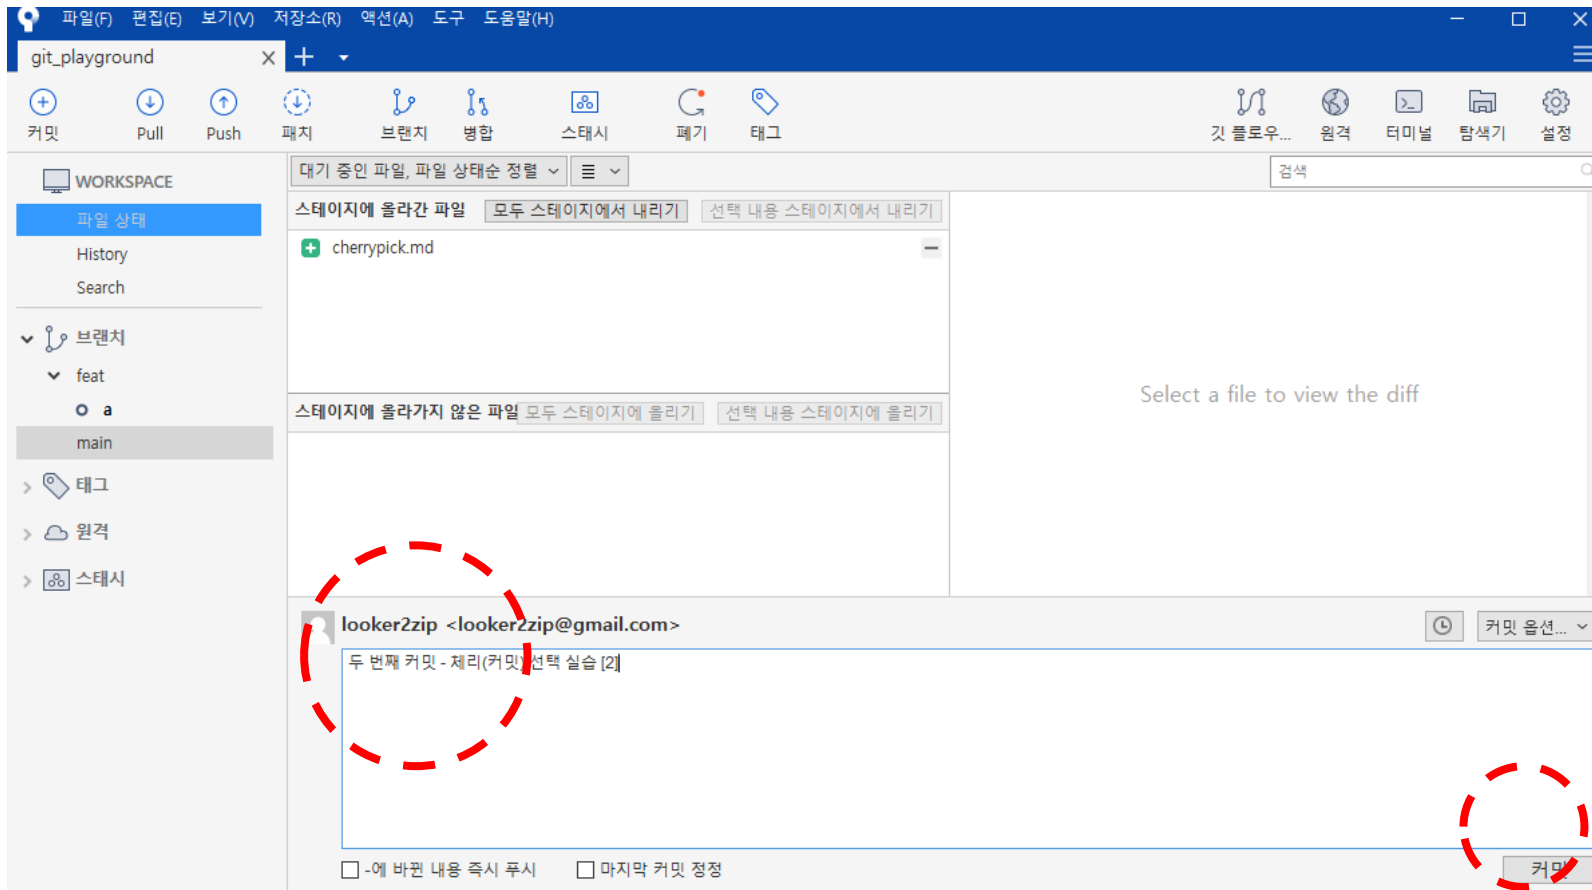 파일(F) 편집(E) 보기(V) 저장소(R) 액션(A) 도구 도움말(H)
git_playground
커밋 Pull Push 패치 브랜치 병합 스태시 폐기 태그 깃 플로우... 원격 터미널 탐색기 설정
WORKSPACE
파일 상태
History
Search
브랜치
feat
a
main
태그
원격
스태시
대기 중인 파일, 파일 상태순 정렬
검색
스테이지에 올라간 파일 모두 스테이지에서 내리기 선택 내용 스테이지에서 내리기
cherrypick.md
스테이지에 올라가지 않은 파일 모두 스테이지에 올리기 선택 내용 스테이지에 올리기
Select a file to view the diff
looker2zip <looker2zip@gmail.com>
커밋 옵션...
두 번째 커밋 - 체리(커밋) 선택 실습 [2]
-에 바뀐 내용 즉시 푸시 마지막 커밋 정정
커밋